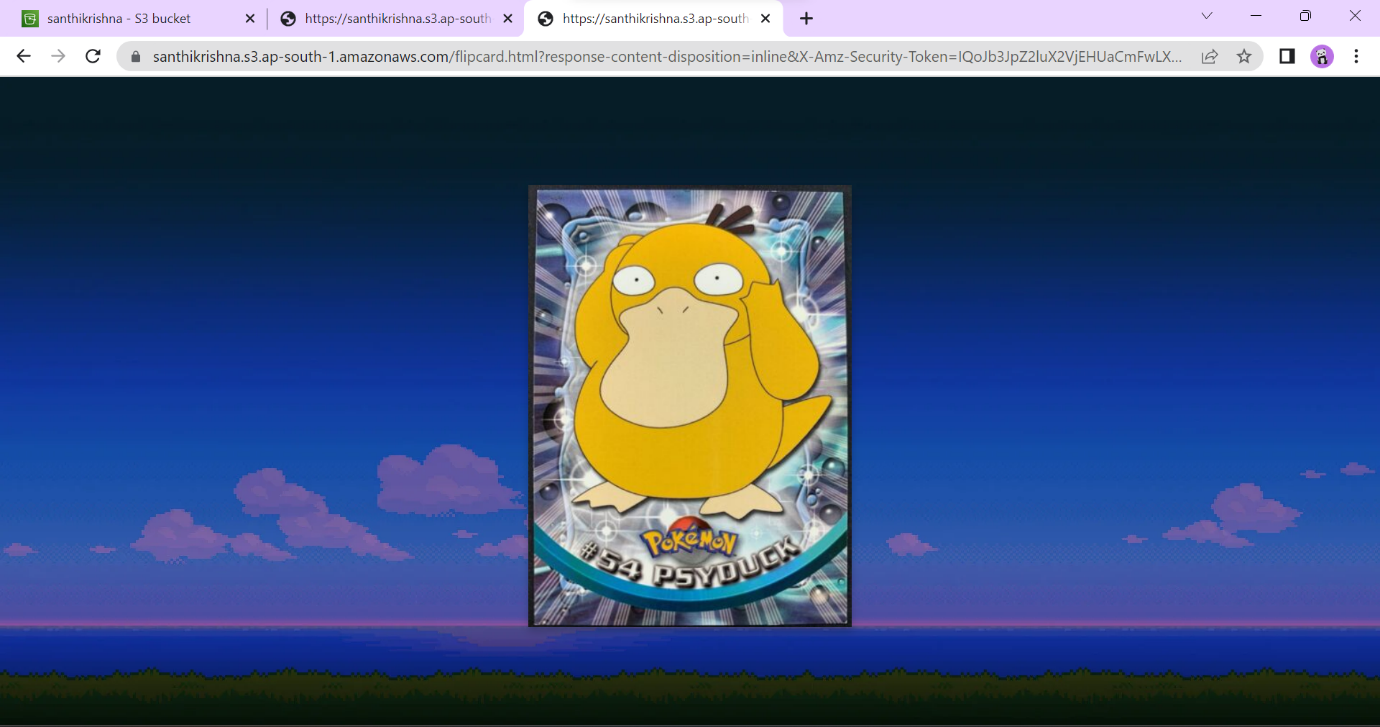 santhikrishna - S3 bucket
https://santhikrishna.s3.ap-south
https://santhikrishna.s3.ap-south
santhikrishna.s3.ap-south-1.amazonaws.com/flipcard.html?response-content-disposition=inline&X-Amz-Security-Token=IQoJb3JpZ2luX2VjEHUaCmFwLX...
POKéMON
#54 PSYDUCK